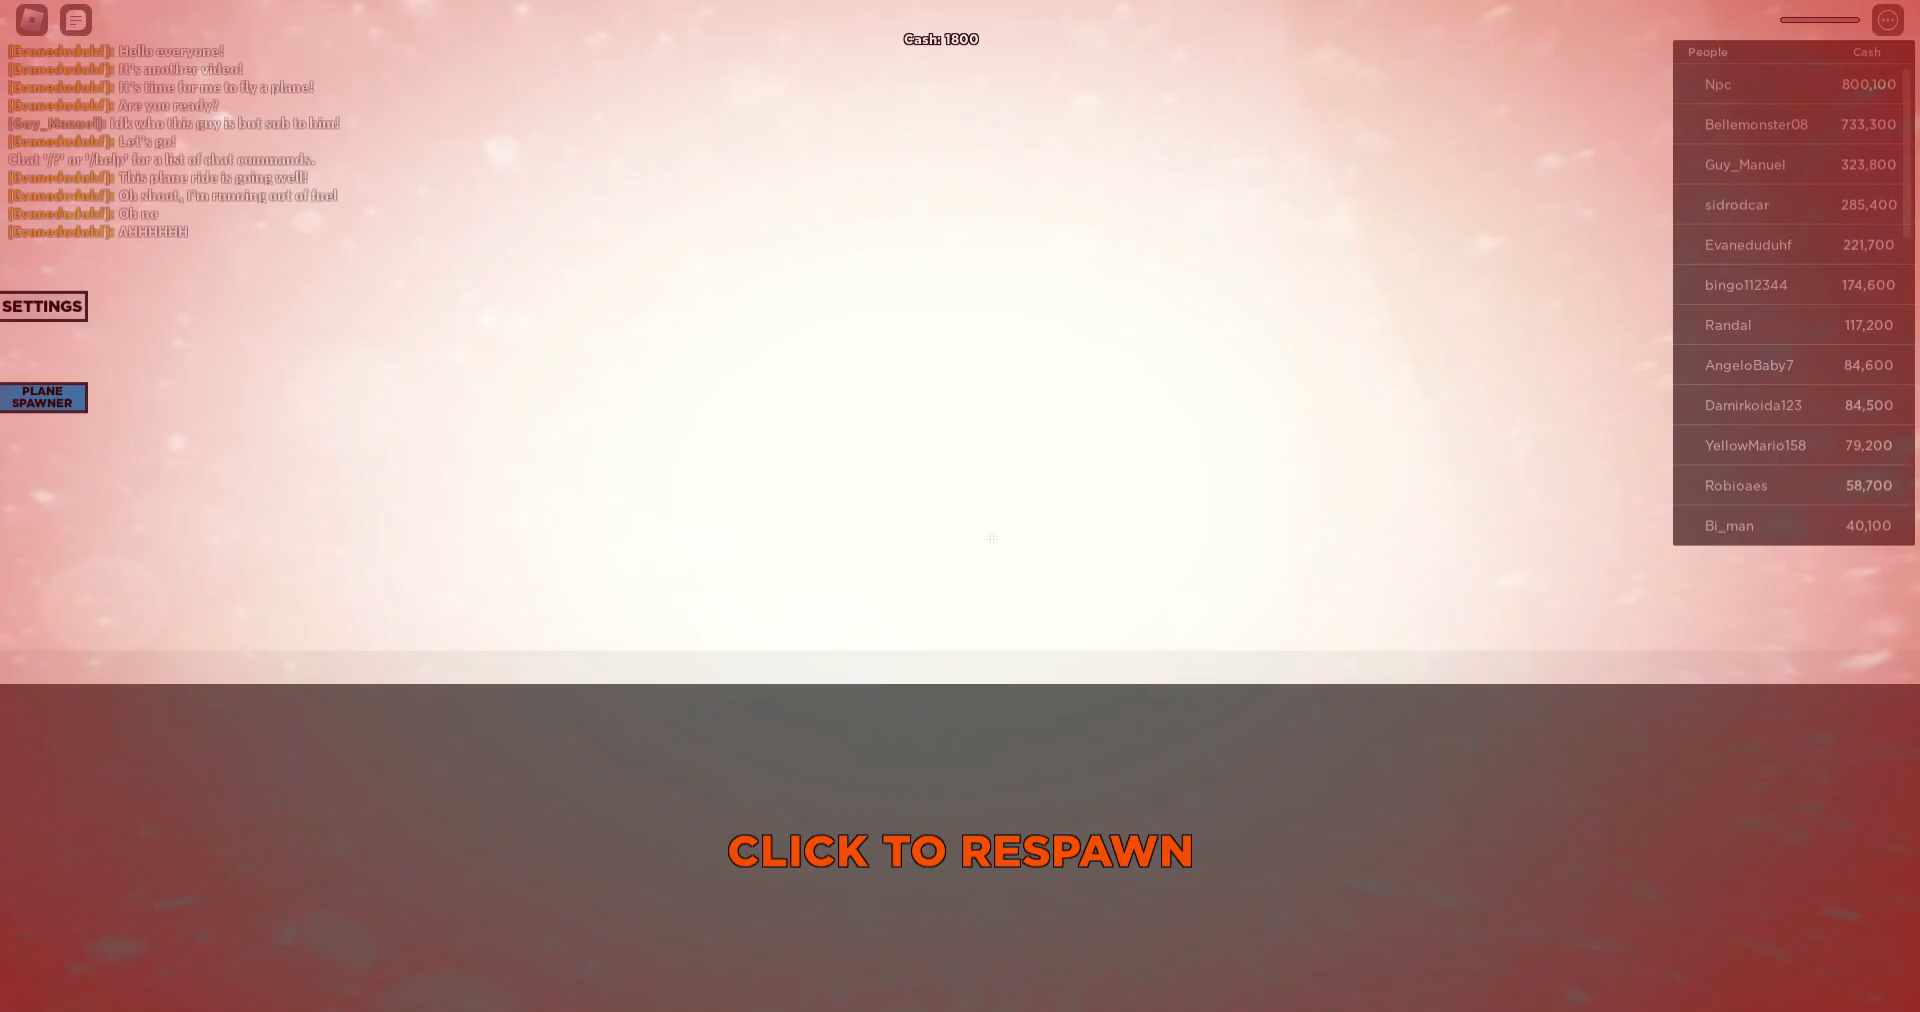 Cash: 1800
[Evaneduduhf]: Hello everyone!
[Evaneduduhf]: It's another video!
[Evaneduduhf]: It's time for me to fly a plane!
[Evaneduduhf]: Are you ready?
[Guy_Manuel]: Idk who this guy is but sub to him!
[Evaneduduhf]: Let's go!
Chat '/?' or '/help' for a list of chat commands.
[Evaneduduhf]: This plane ride is going well!
[Evaneduduhf]: Oh shoot, I'm running out of fuel
[Evaneduduhf]: Oh no
[Evaneduduhf]: AHHHHHH
SETTINGS
PLANE
SPAWNER
People Cash
Npc 800,100
Bellemonster08 733,300
Guy_Manuel 323,800
sidrodcar 285,400
Evaneduduhf 221,700
bingo112344 174,600
Randal 117,200
AngeloBaby7 84,600
Damirkoida123 84,500
YellowMario158 79,200
Robioaes 58,700
Bi_man 40,100
CLICK TO RESPAWN